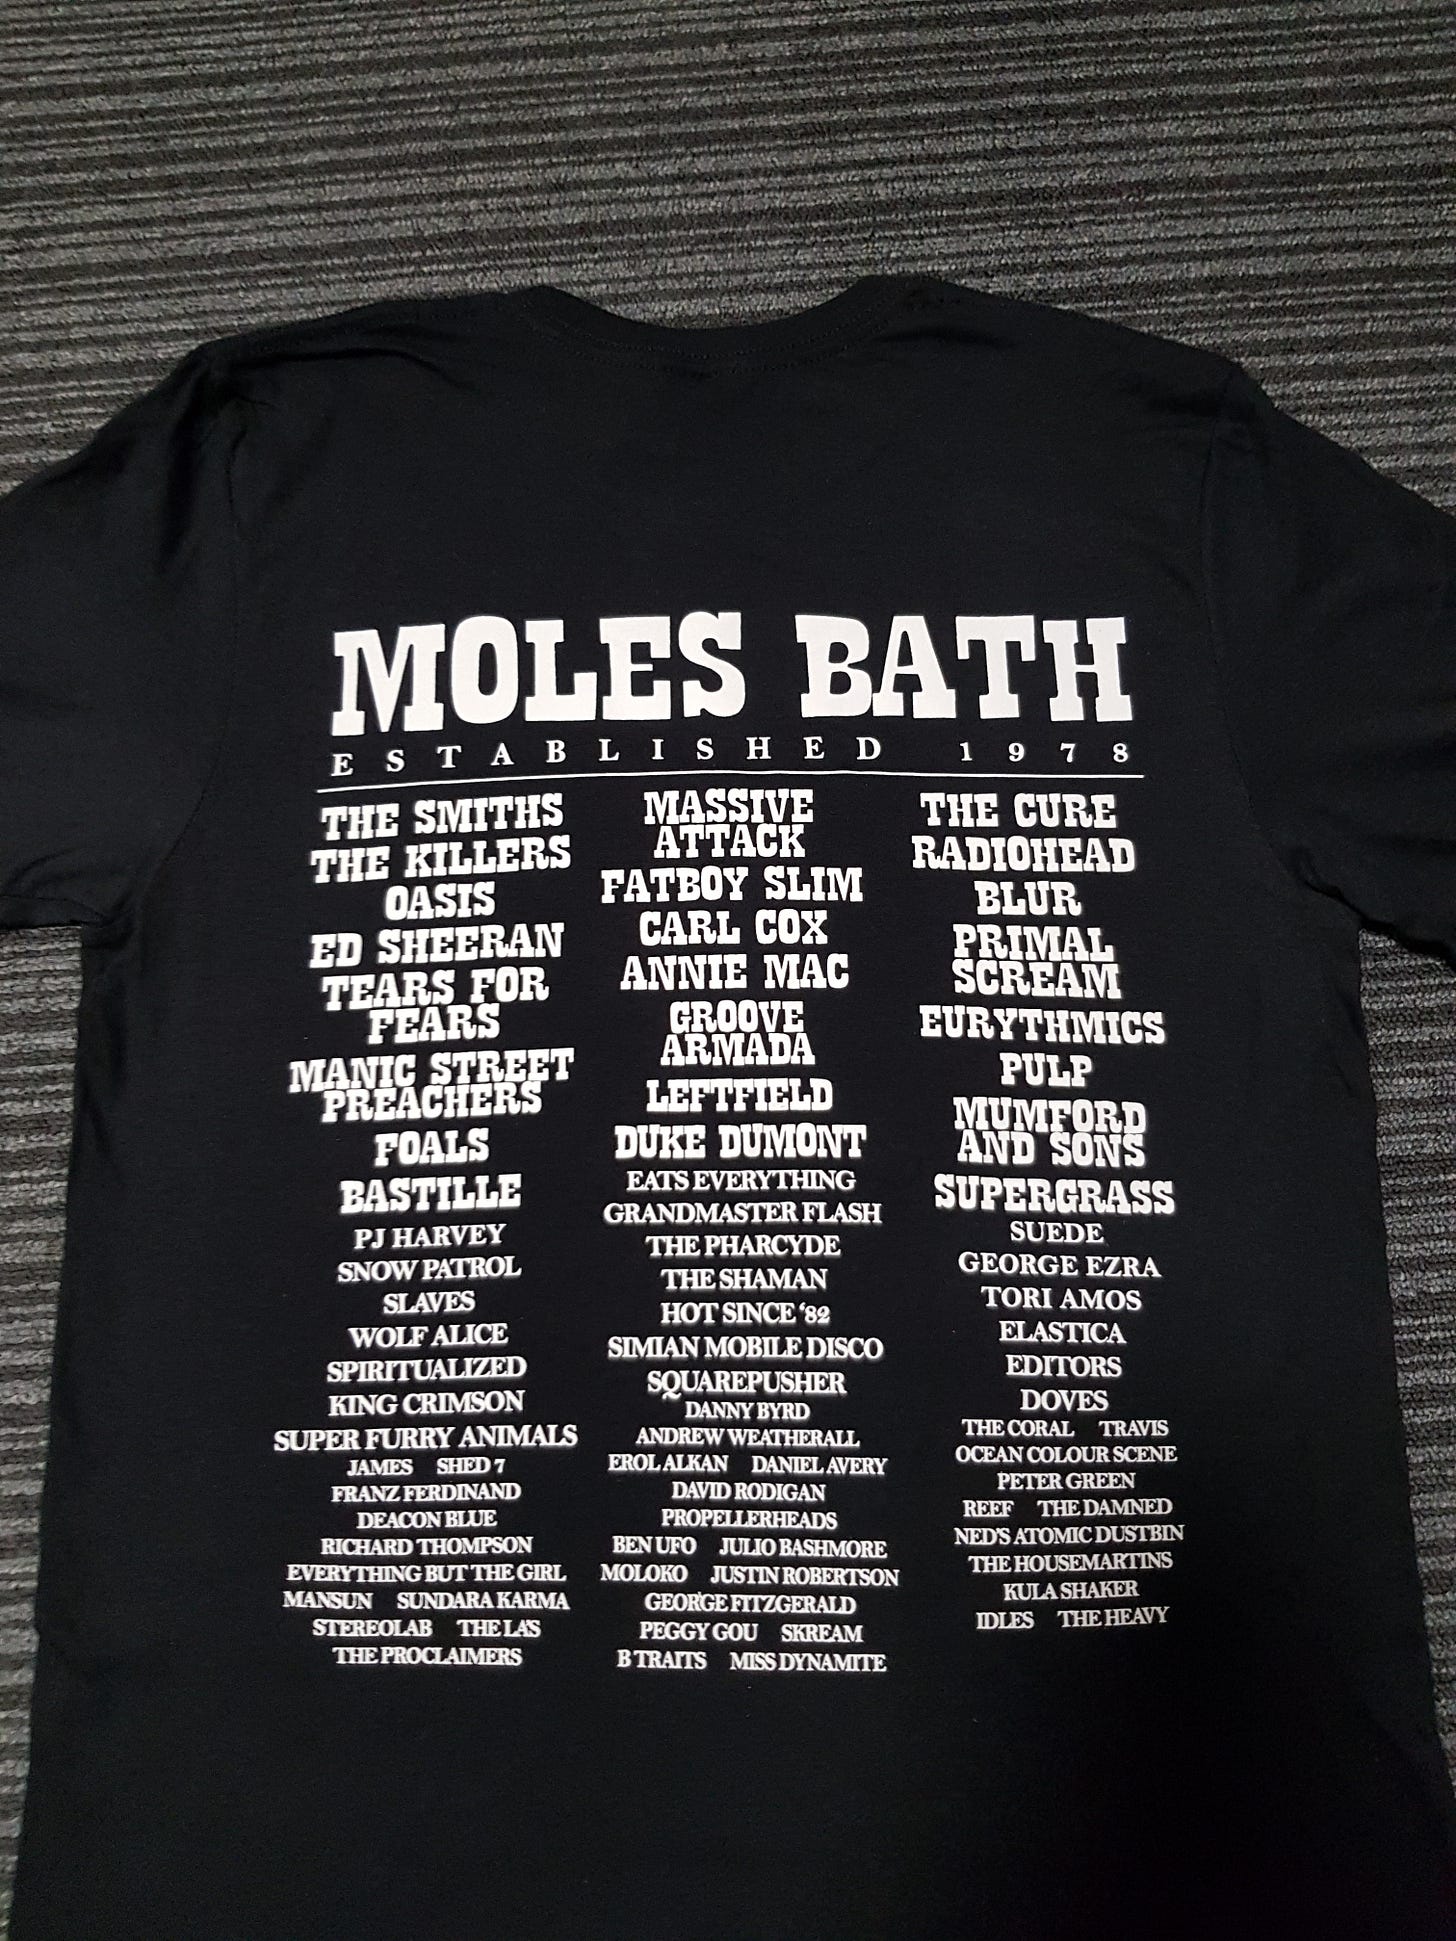 MOLES BATH
ESTABLISHED 1978
THE SMITHS
THE KILLERS
OASIS
ED SHEERAN
TEARS FOR
FEARS
MANIC STREET
PREACHERS
FOALS
BASTILLE
PJ HARVEY
SNOW PATROL
SLAVES
WOLF ALICE
SPIRITUALIZED
KING CRIMSON
SUPER FURRY ANIMALS
JAMES SHED 7
FRANZ FERDINAND
DEACON BLUE
RICHARD THOMPSON
EVERYTHING BUT THE GIRL
MANSUN SUNDARA KARMA
STEREOLAB THE LA'S
THE PROCLAIMERS
MASSIVE
ATTACK
FATBOY SLIM
CARL COX
ANNIE MAC
GROOVE
ARMADA
LEFTFIELD
DUKE DUMONT
EATS EVERYTHING
GRANDMASTER FLASH
THE PHARCYDE
THE SHAMAN
HOT SINCE '82
SIMIAN MOBILE DISCO
SQUAREPUSHER
DANNY BYRD
ANDREW WEATHERALL
EROL ALKAN DANIEL AVERY
DAVID RODIGAN
PROPELLERHEADS
BEN UFO JULIO BASHMORE
MOLOKO JUSTIN ROBERTSON
GEORGE FITZGERALD
PEGGY GOU SKREAM
B TRAITS MISS DYNAMITE
THE CURE
RADIOHEAD
BLUR
PRIMAL
SCREAM
EURYTHMICS
PULP
MUMFORD
AND SONS
SUPERGRASS
SUEDE
GEORGE EZRA
TORI AMOS
ELASTICA
EDITORS
DOVES
THE CORAL TRAVIS
OCEAN COLOUR SCENE
PETER GREEN
REEF THE DAMNED
NED'S ATOMIC DUSTBIN
THE HOUSEMARTINS
KULA SHAKER
IDLES THE HEAVY